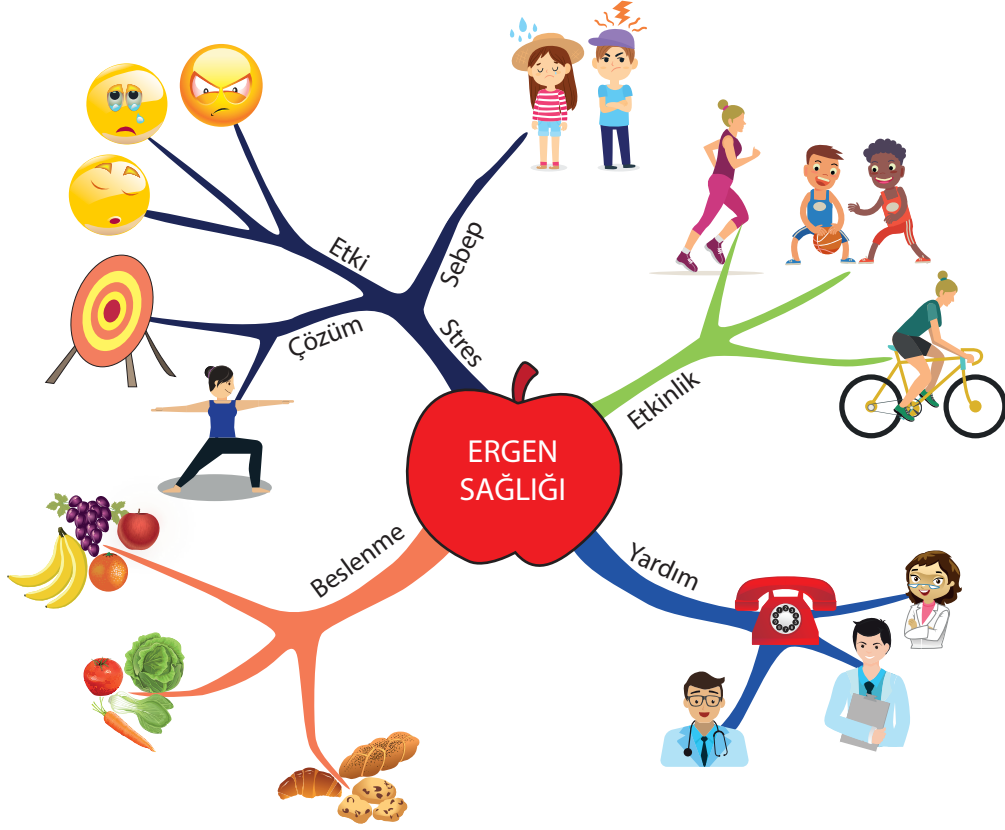 Etki
Sebep
Çözüm
Stres
Etkinlik
ERGEN
SAĞLIĞI
Beslenme
Yardım